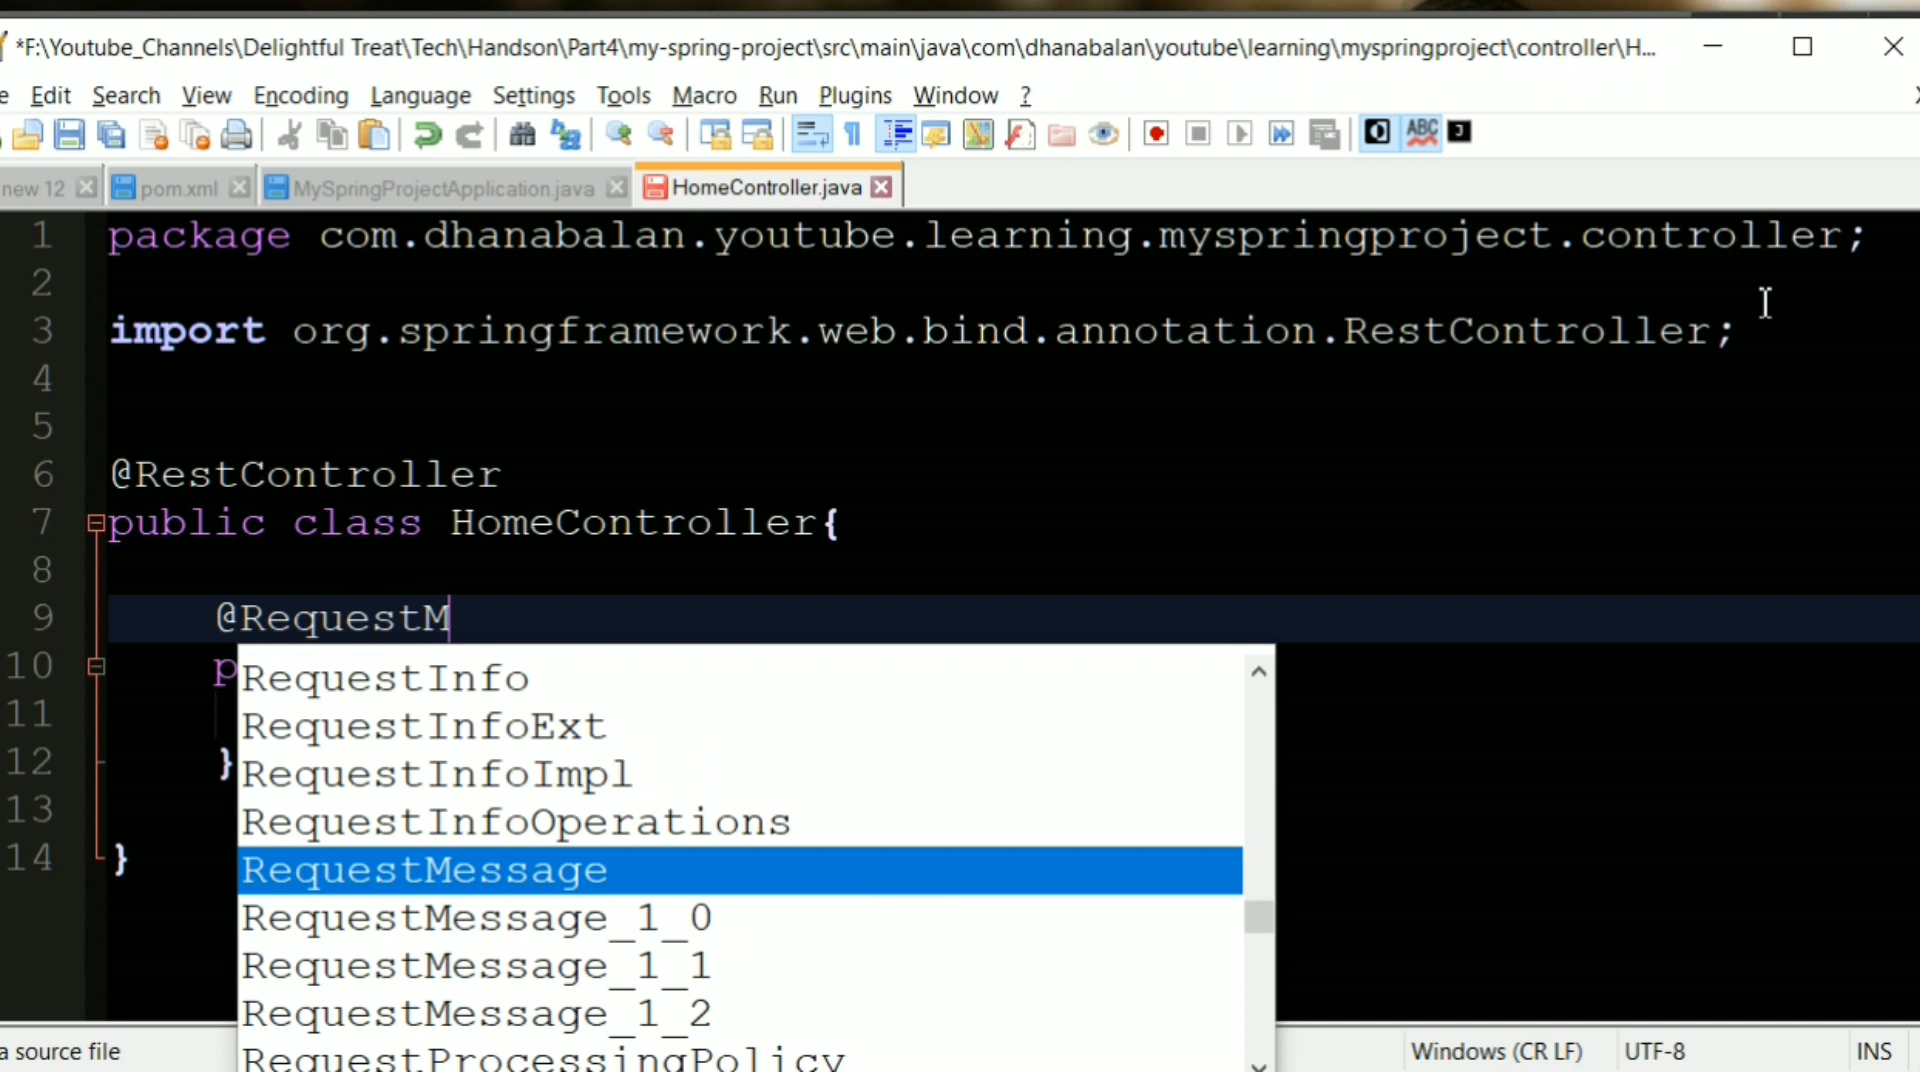 *F:\Youtube_Channels\Delightful Treat\Tech\Handson\Part4\my-spring-project\src\main\java\com\dhanabalan\youtube\learning\myspringproject\controller\H...
e Edit Search View Encoding Language Settings Tools Macro Run Plugins Window ? X
ABC J
new 12 pom.xml MySpringProjectApplication.java HomeController.java
1 package com.dhanabalan.youtube.learning.myspringproject.controller;
2
3 import org.springframework.web.bind.annotation.RestController;
4
5
6 @RestController
7 public class HomeController{
8
9 @RequestM
10 p RequestInfo
11 RequestInfoExt
12 } RequestInfoImpl
13 RequestInfoOperations
14 } RequestMessage
RequestMessage_1_0
RequestMessage_1_1
RequestMessage_1_2
RequestProcessingPolicy
a source file Windows (CR LF) UTF-8 INS